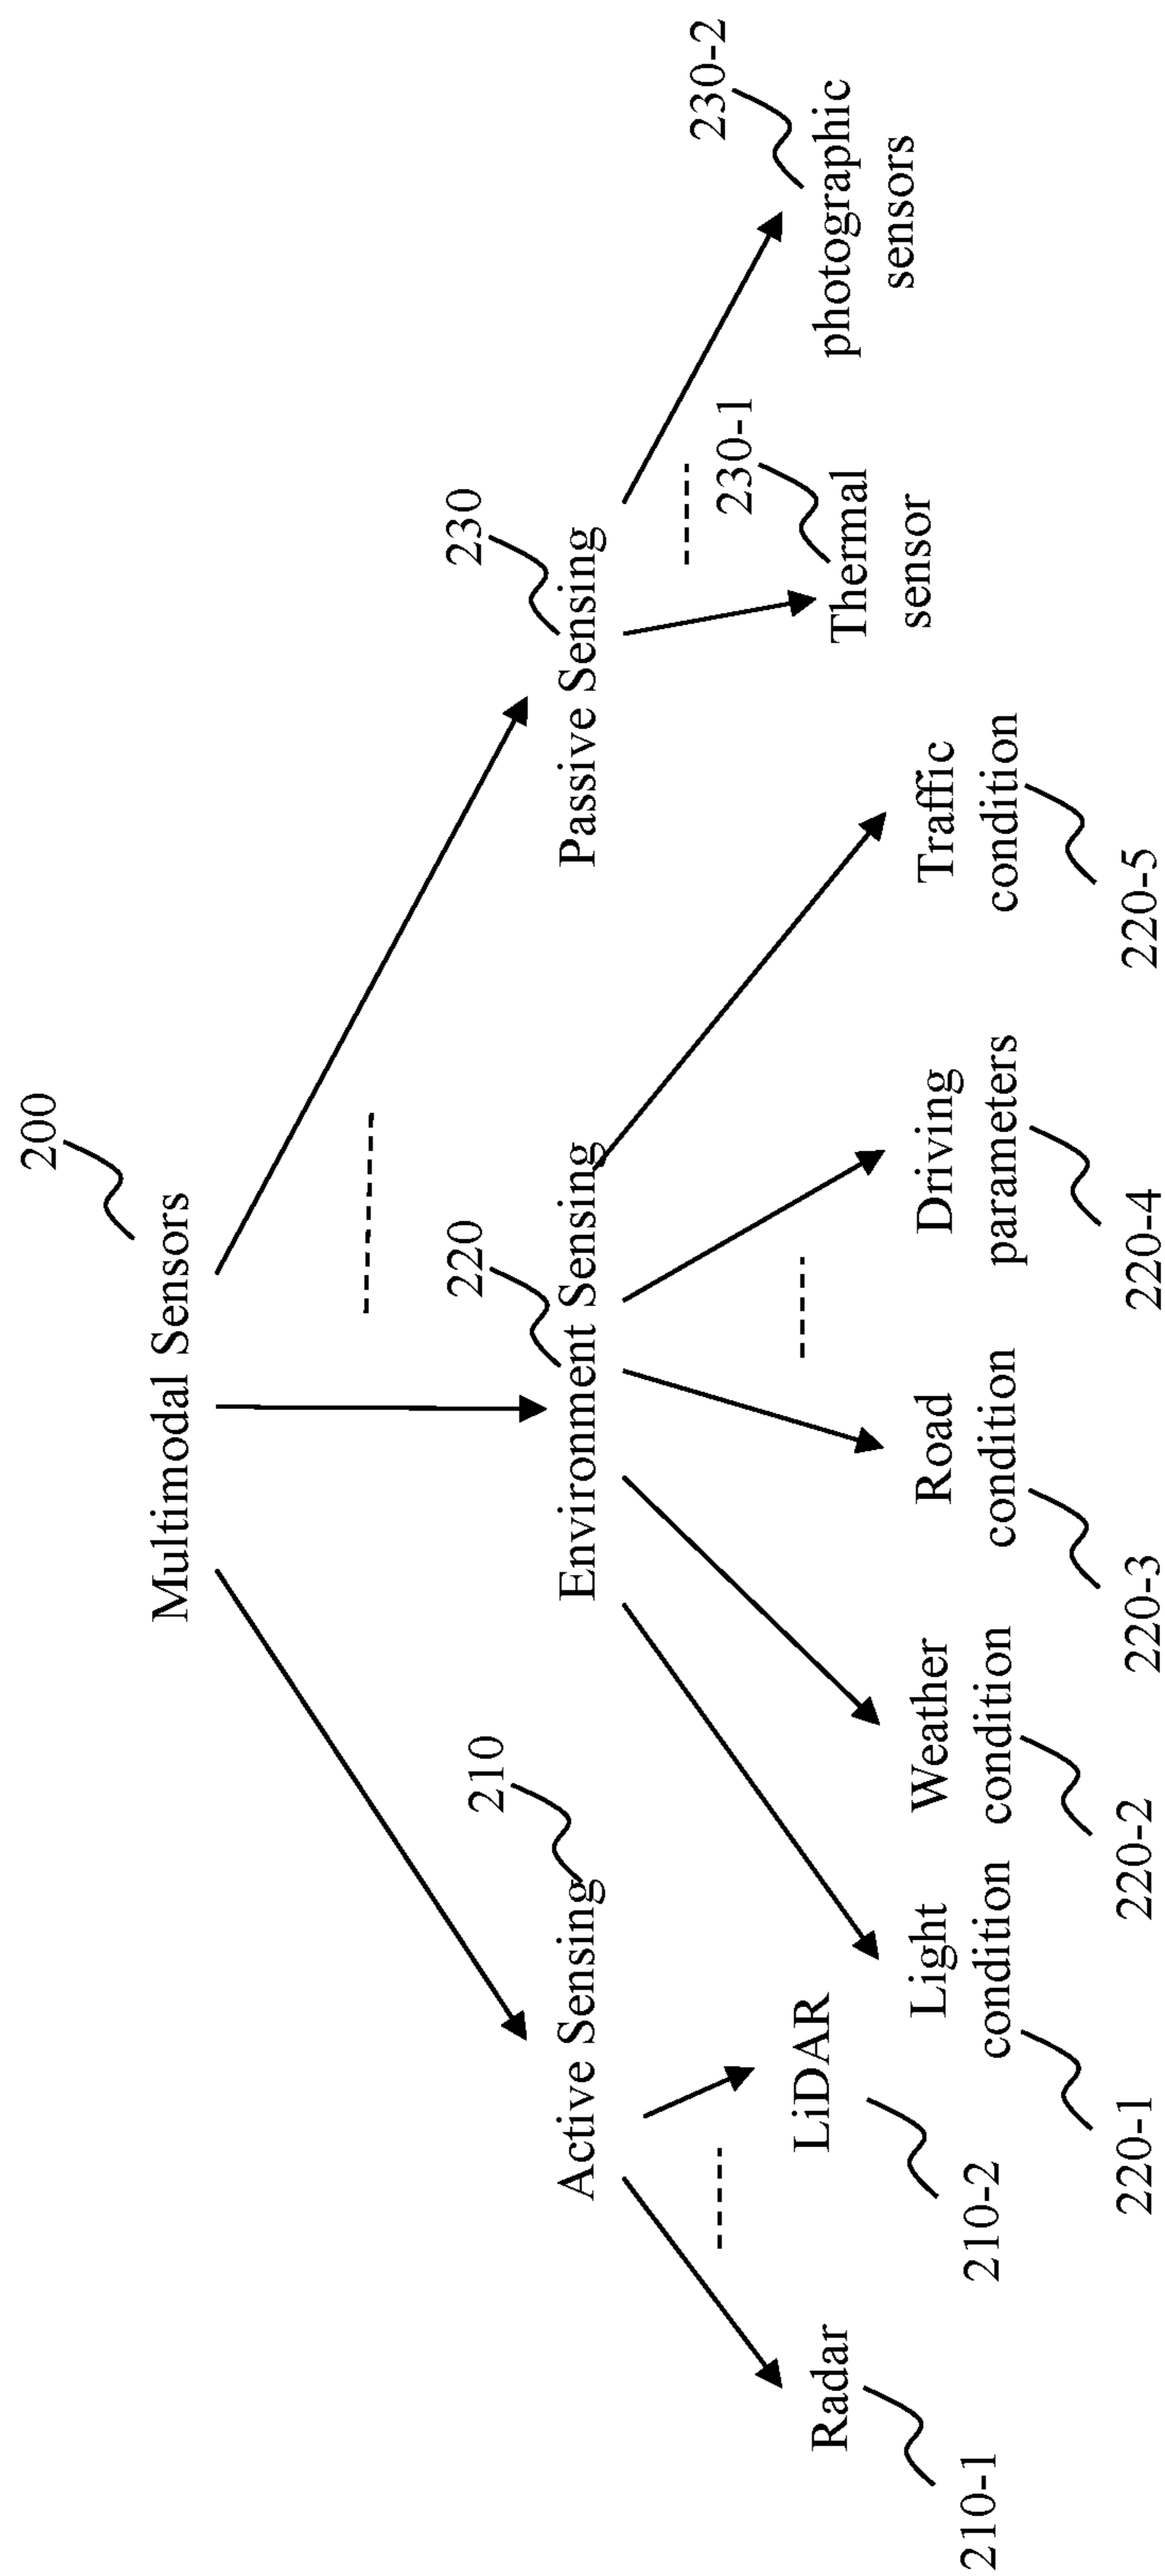 200
Multimodal Sensors
210
Active Sensing
220
Environment Sensing
230
Passive Sensing
Radar
210-1
LiDAR
210-2
Light
condition
220-1
Weather
condition
220-2
Road
condition
220-3
Driving
parameters
220-4
Traffic
condition
220-5
230-1
Thermal
sensor
230-2
photographic
sensors